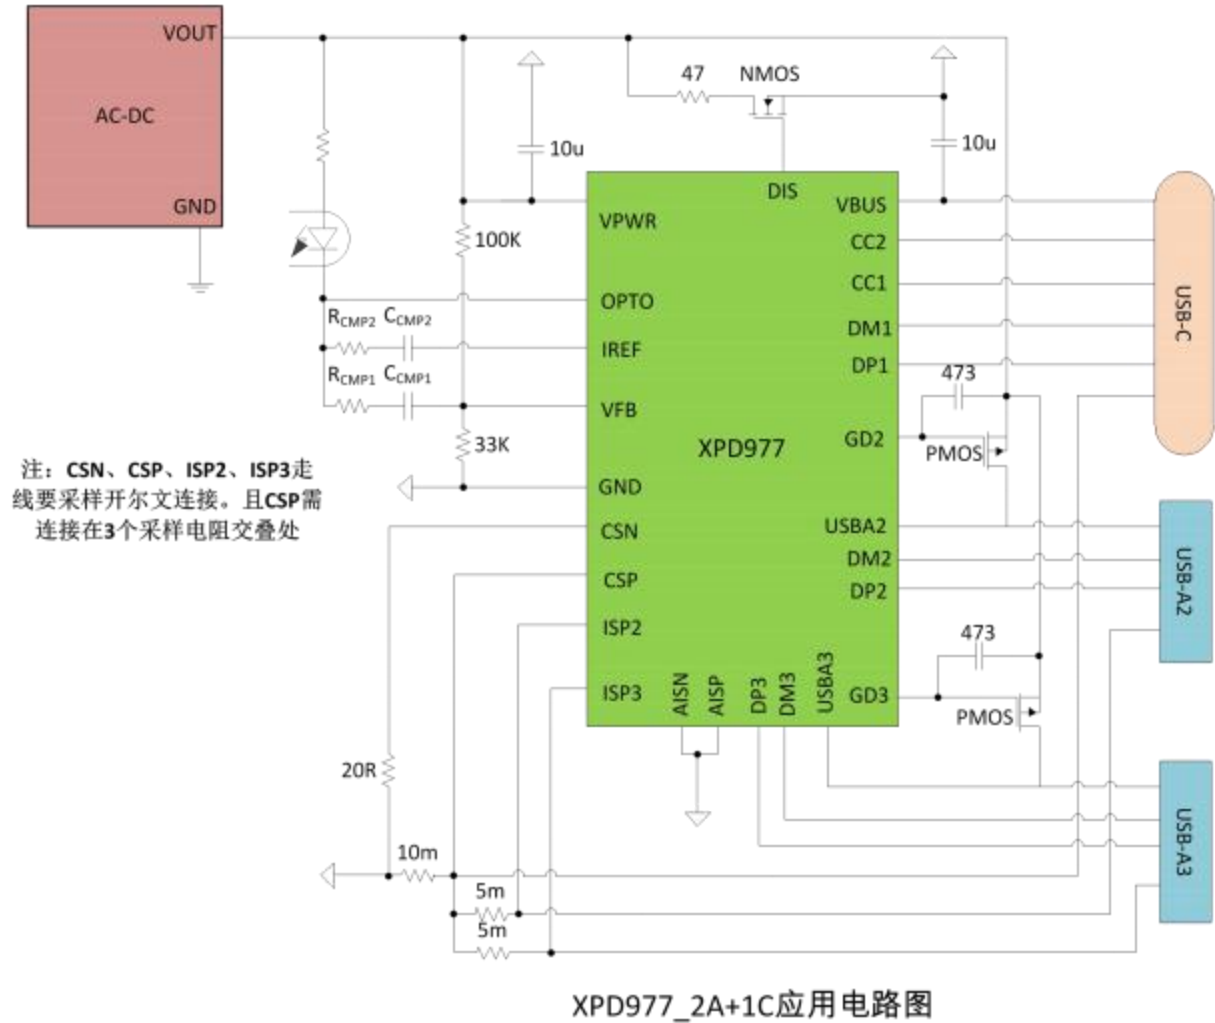 VOUT
AC-DC
GND
47
NMOS
10u
10u
DIS
VPWR
VBUS
100K
CC2
CC1
OPTO
DM1
R_CMP2 C_CMP2
IREF
DP1
R_CMP1 C_CMP1
473
VFB
XPD977
GD2
PMOS
33K
GND
USB-C
注：CSN、CSP、ISP2、ISP3走
线要采样开尔文连接。且CSP需
连接在3个采样电阻交叠处
CSN
USBA2
CSP
DM2
DP2
USB-A2
ISP2
473
ISP3
AISN
AISP
DP3
DM3
USBA3
GD3
PMOS
20R
USB-A3
10m
5m
5m
XPD977_2A+1C应用电路图